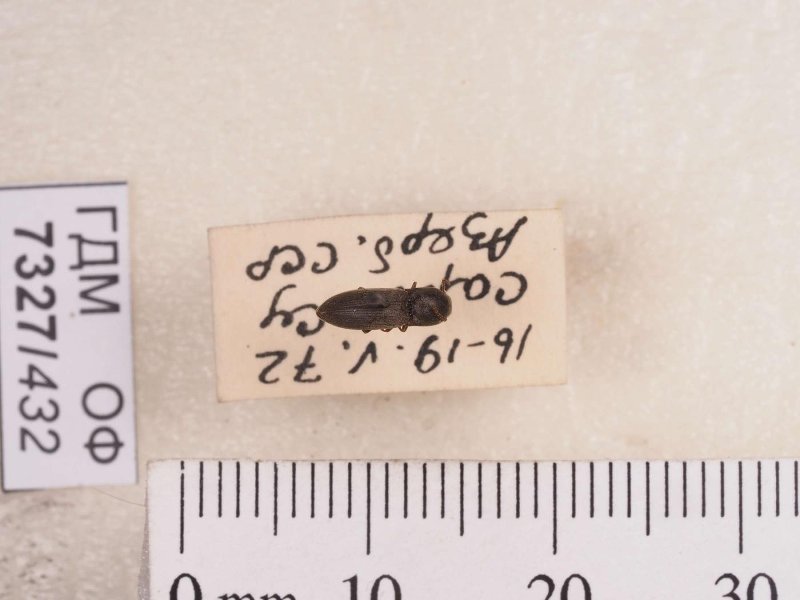 ГДМ ОФ
7327/432
Азерб. ССР
16-19.V.72
0 mm 10 20 30